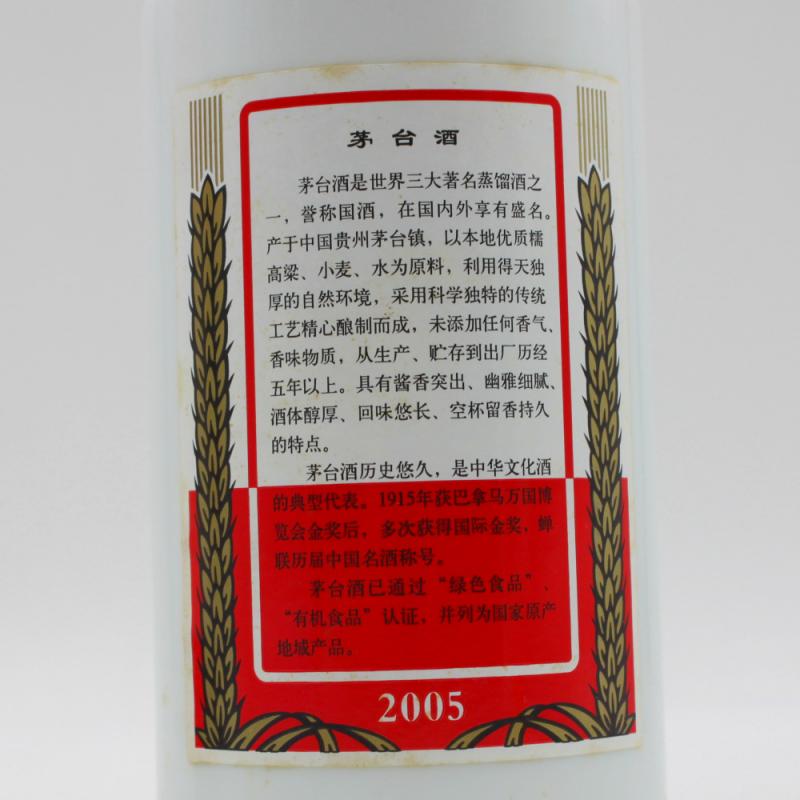 茅台酒
茅台酒是世界三大著名蒸馏酒之
一，誉称国酒，在国内外享有盛名。
产于中国贵州茅台镇，以本地优质糯
高粱、小麦、水为原料，利用得天独
厚的自然环境，采用科学独特的传统
工艺精心酿制而成，未添加任何香气、
香味物质，从生产、贮存到出厂历经
五年以上。具有酱香突出、幽雅细腻、
酒体醇厚、回味悠长、空杯留香持久
的特点。
茅台酒历史悠久，是中华文化酒
的典型代表。1915年获巴拿马万国博
览会金奖后，多次获得国际金奖，蝉
联历届中国名酒称号。
茅台酒已通过“绿色食品”、
“有机食品”认证，并列为国家原产
地域产品。
2005